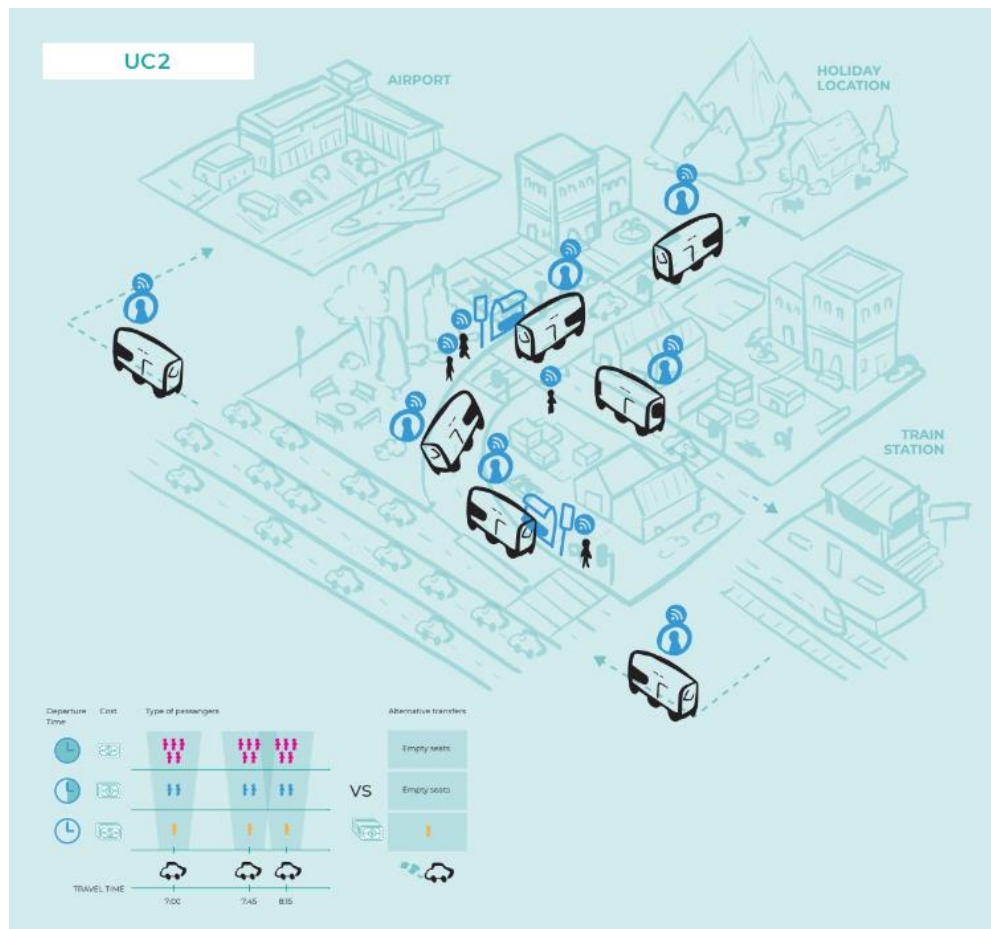 UC2
AIRPORT
HOLIDAY
LOCATION
TRAIN
STATION
Departure
Time
Cost
Type of passangers
Alternative transfers
Empty seats
Empty seats
VS
TRAVEL TIME
7:00
7:45
8:15